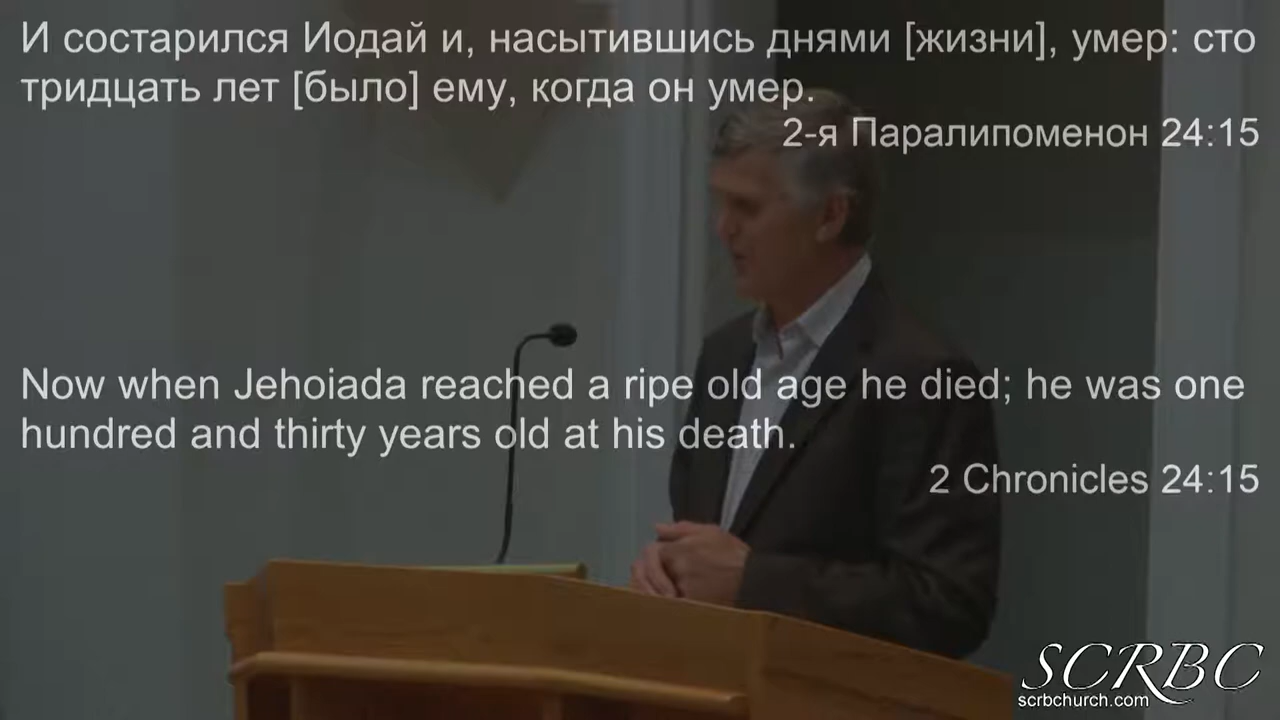 И состарился Иодай и, насытившись днями [жизни], умер: сто
тридцать лет [было] ему, когда он умер.
2-я Паралипоменон 24:15
Now when Jehoiada reached a ripe old age he died; he was one
hundred and thirty years old at his death.
2 Chronicles 24:15
SCRBC
scrbchurch.com